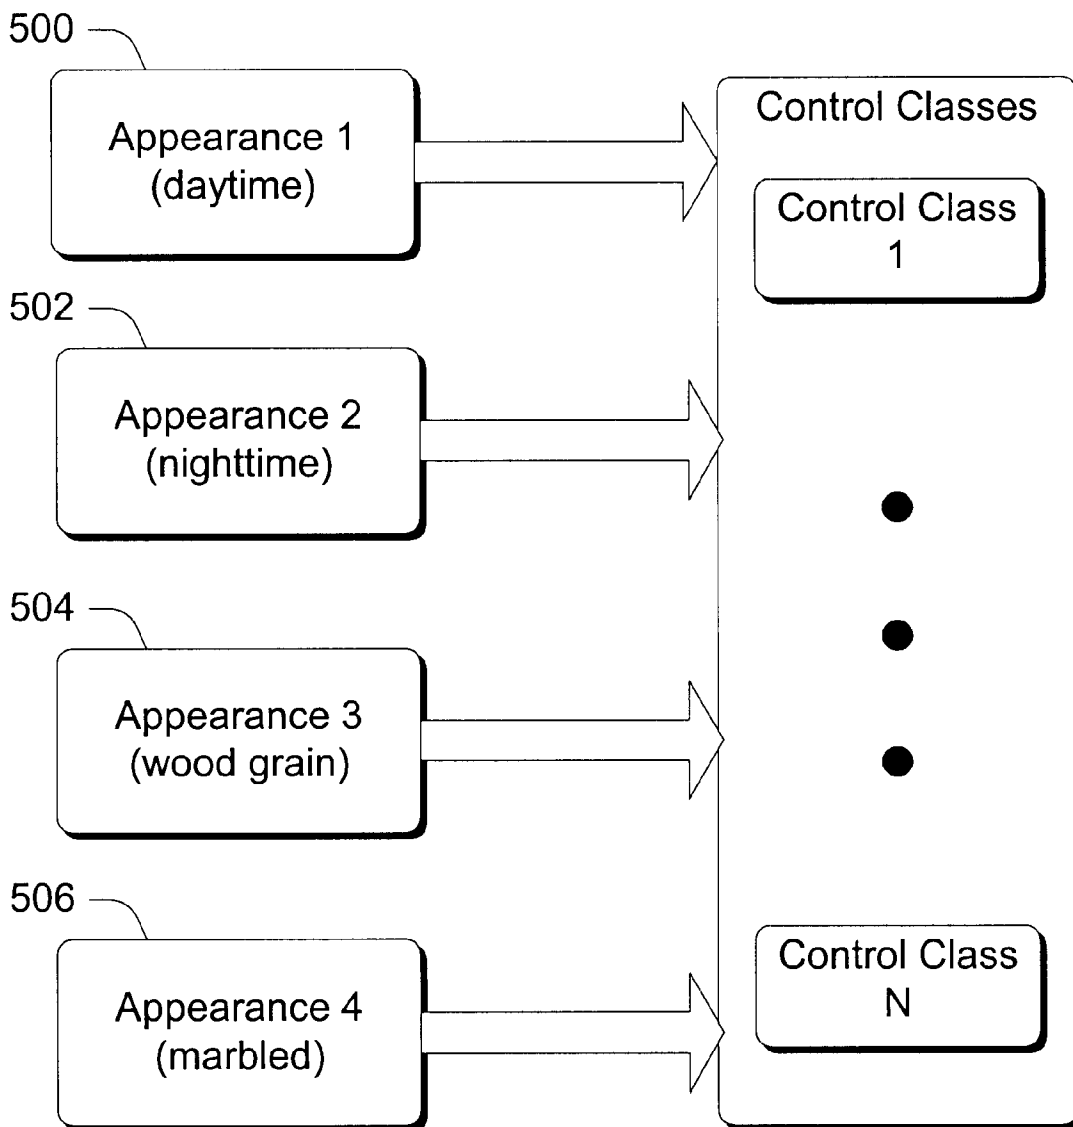 500
Appearance 1
(daytime)
Control Classes
Control Class
1
502
Appearance 2
(nighttime)
504
Appearance 3
(wood grain)
506
Appearance 4
(marbled)
Control Class
N